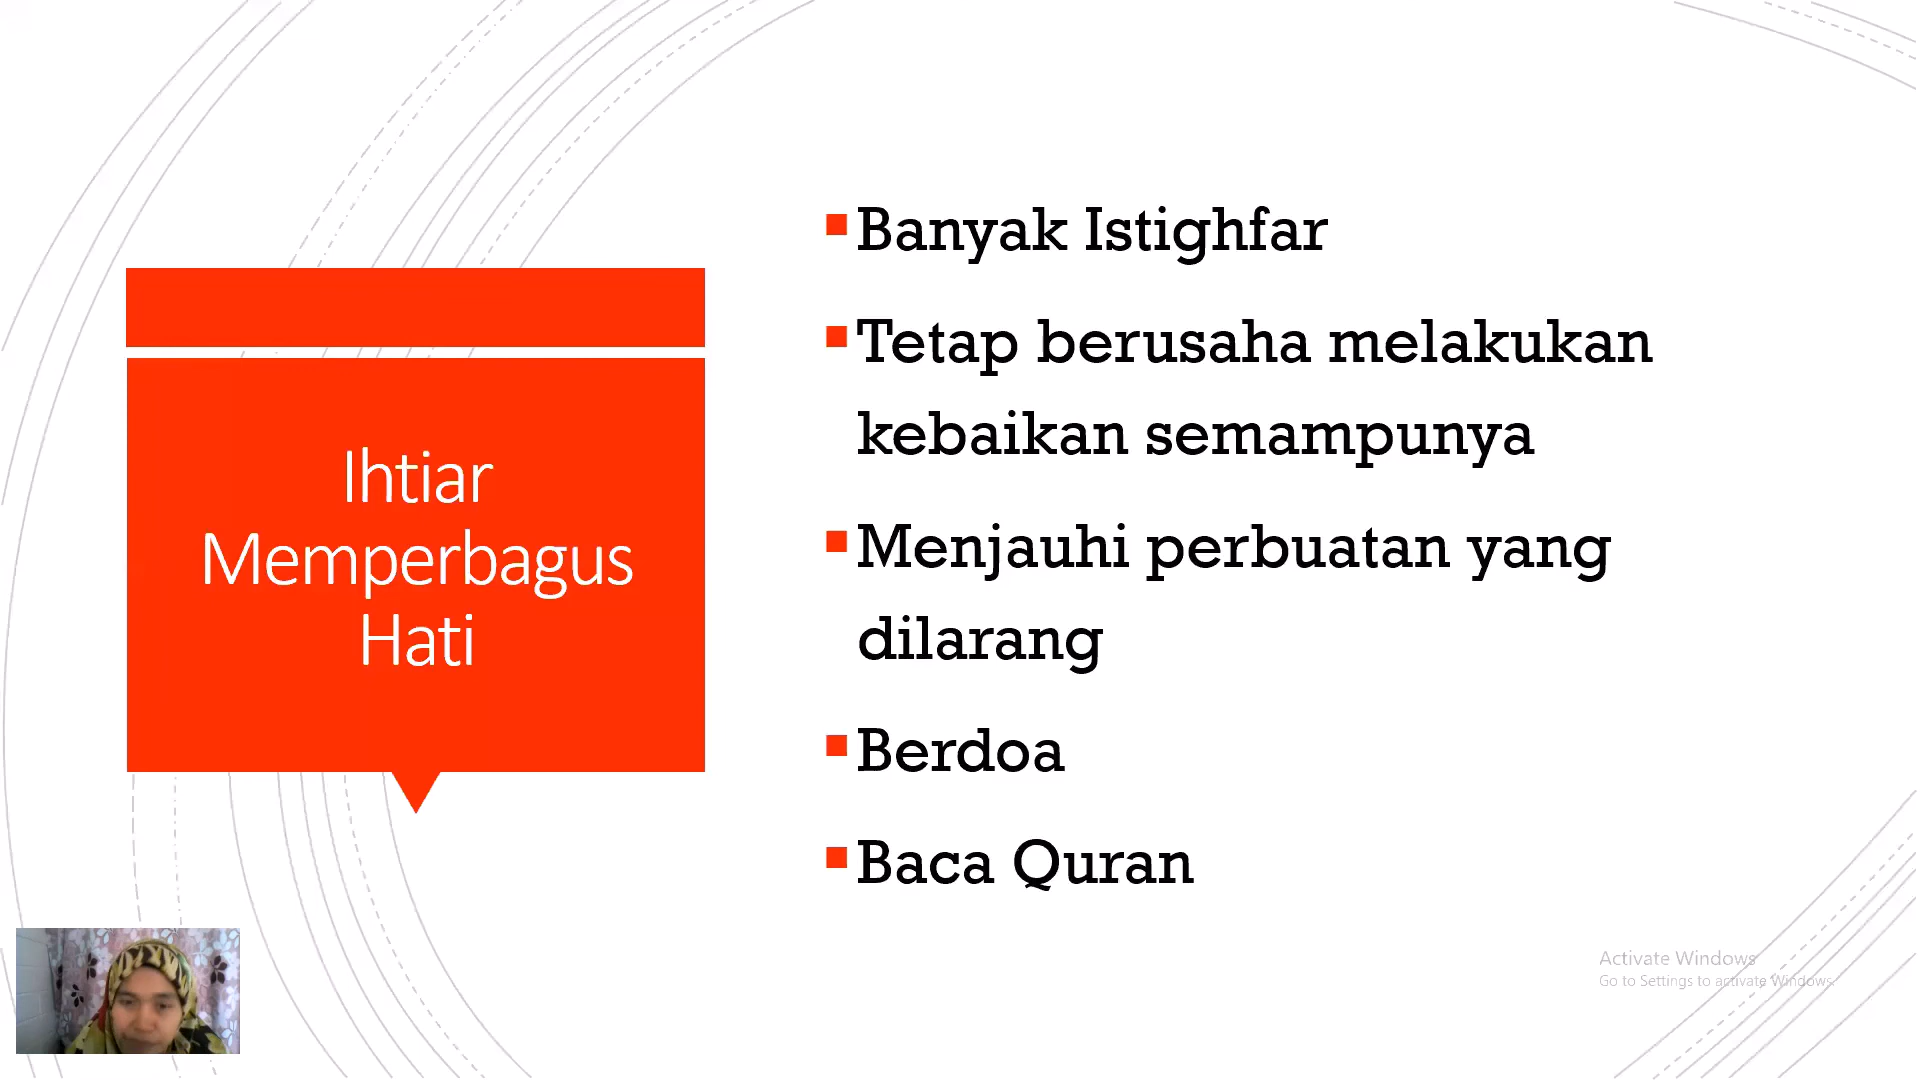 Ihtiar
Memperbagus
Hati
Banyak Istighfar
Tetap berusaha melakukan
kebaikan semampunya
Menjauhi perbuatan yang
dilarang
Berdoa
Baca Quran
Activate Windows
Go to Settings to activate Windows.